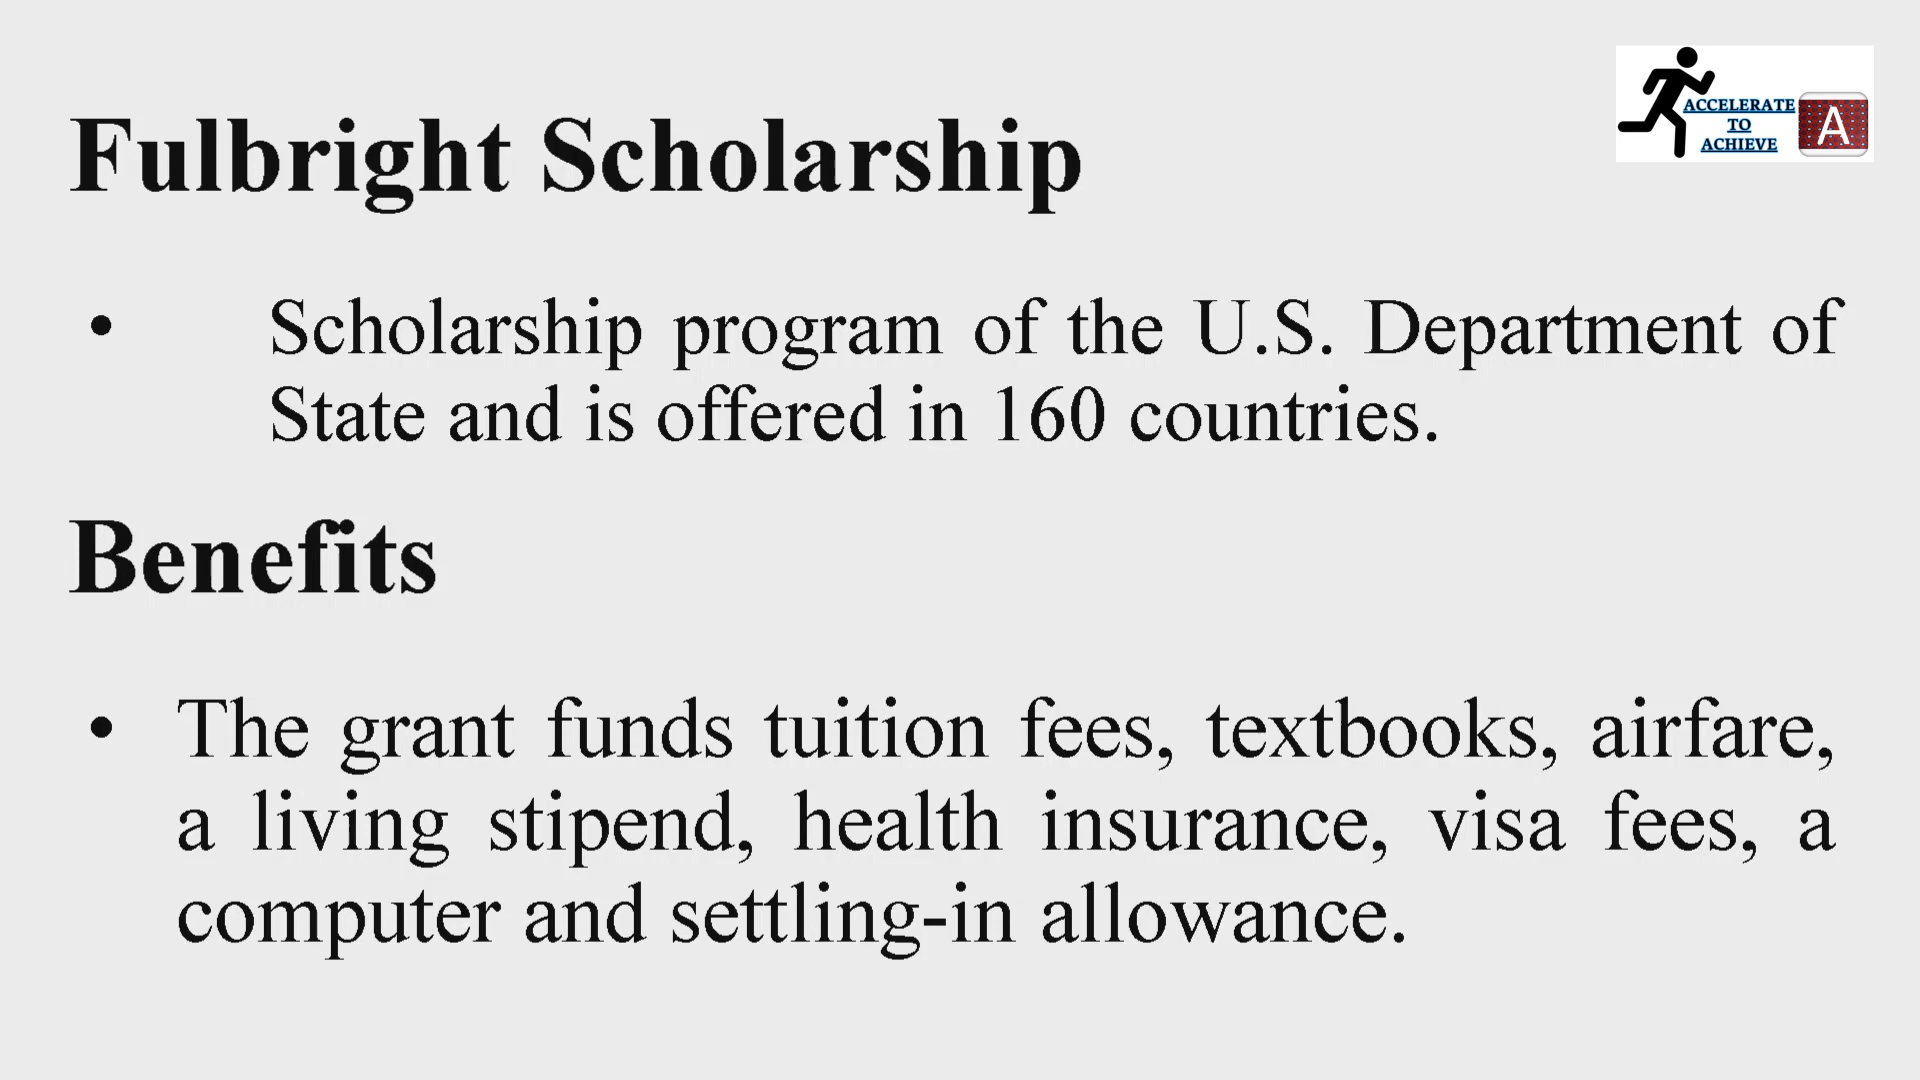 ACCELERATE
TO
ACHIEVE
A
Fulbright Scholarship
• Scholarship program of the U.S. Department of
State and is offered in 160 countries.
Benefits
• The grant funds tuition fees, textbooks, airfare,
a living stipend, health insurance, visa fees, a
computer and settling-in allowance.